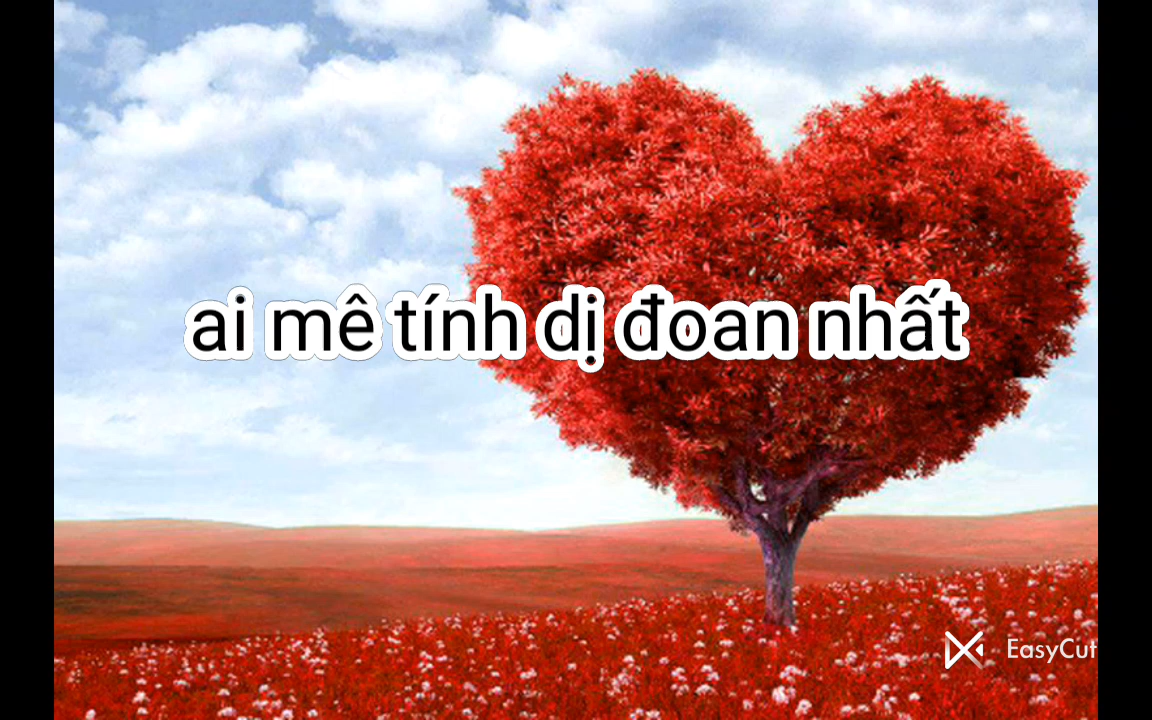 ai mê tính dị đoan nhất
EasyCut